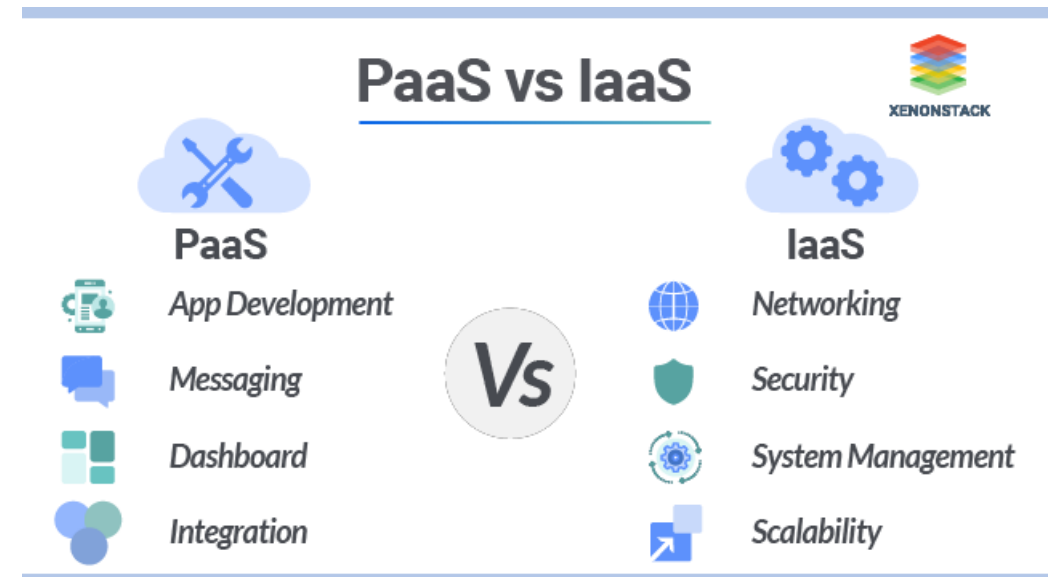 PaaS vs IaaS
XENONSTACK
PaaS
App Development
Messaging
Dashboard
Integration
Vs
IaaS
Networking
Security
System Management
Scalability